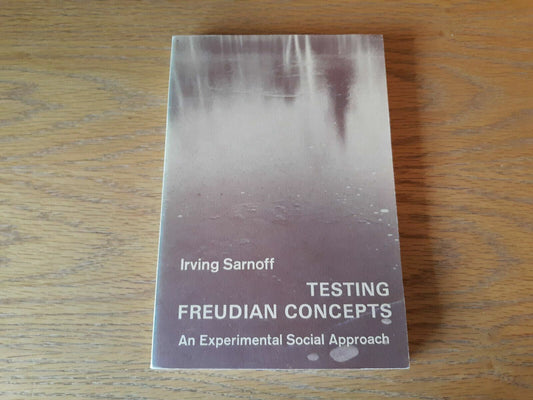 Irving Sarnoff
TESTING
FREUDIAN CONCEPTS
An Experimental Social Approach